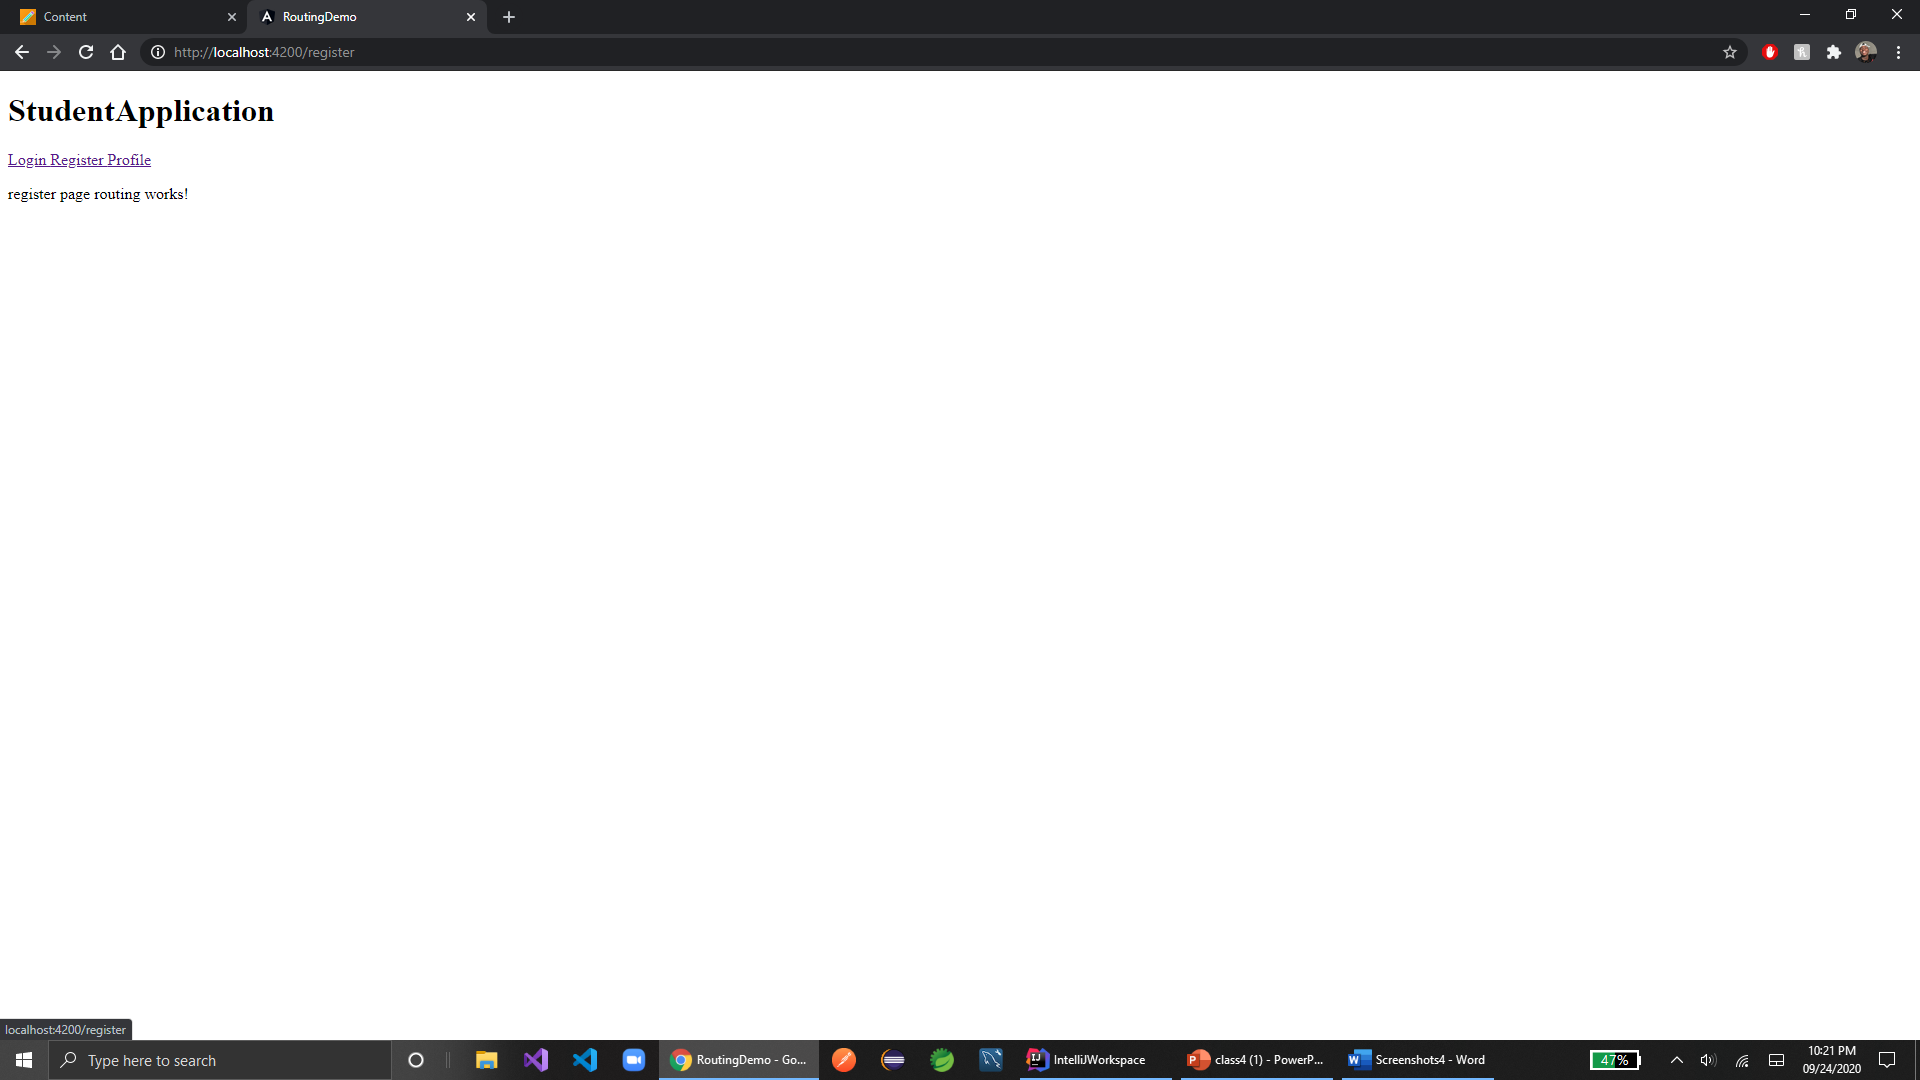 Content
RoutingDemo
http://localhost:4200/register
StudentApplication
Login Register Profile
register page routing works!
localhost:4200/register
Type here to search
RoutingDemo - Go...
IntelliJWorkspace
class4 (1) - PowerP...
Screenshots4 - Word
47%
10:21 PM
09/24/2020